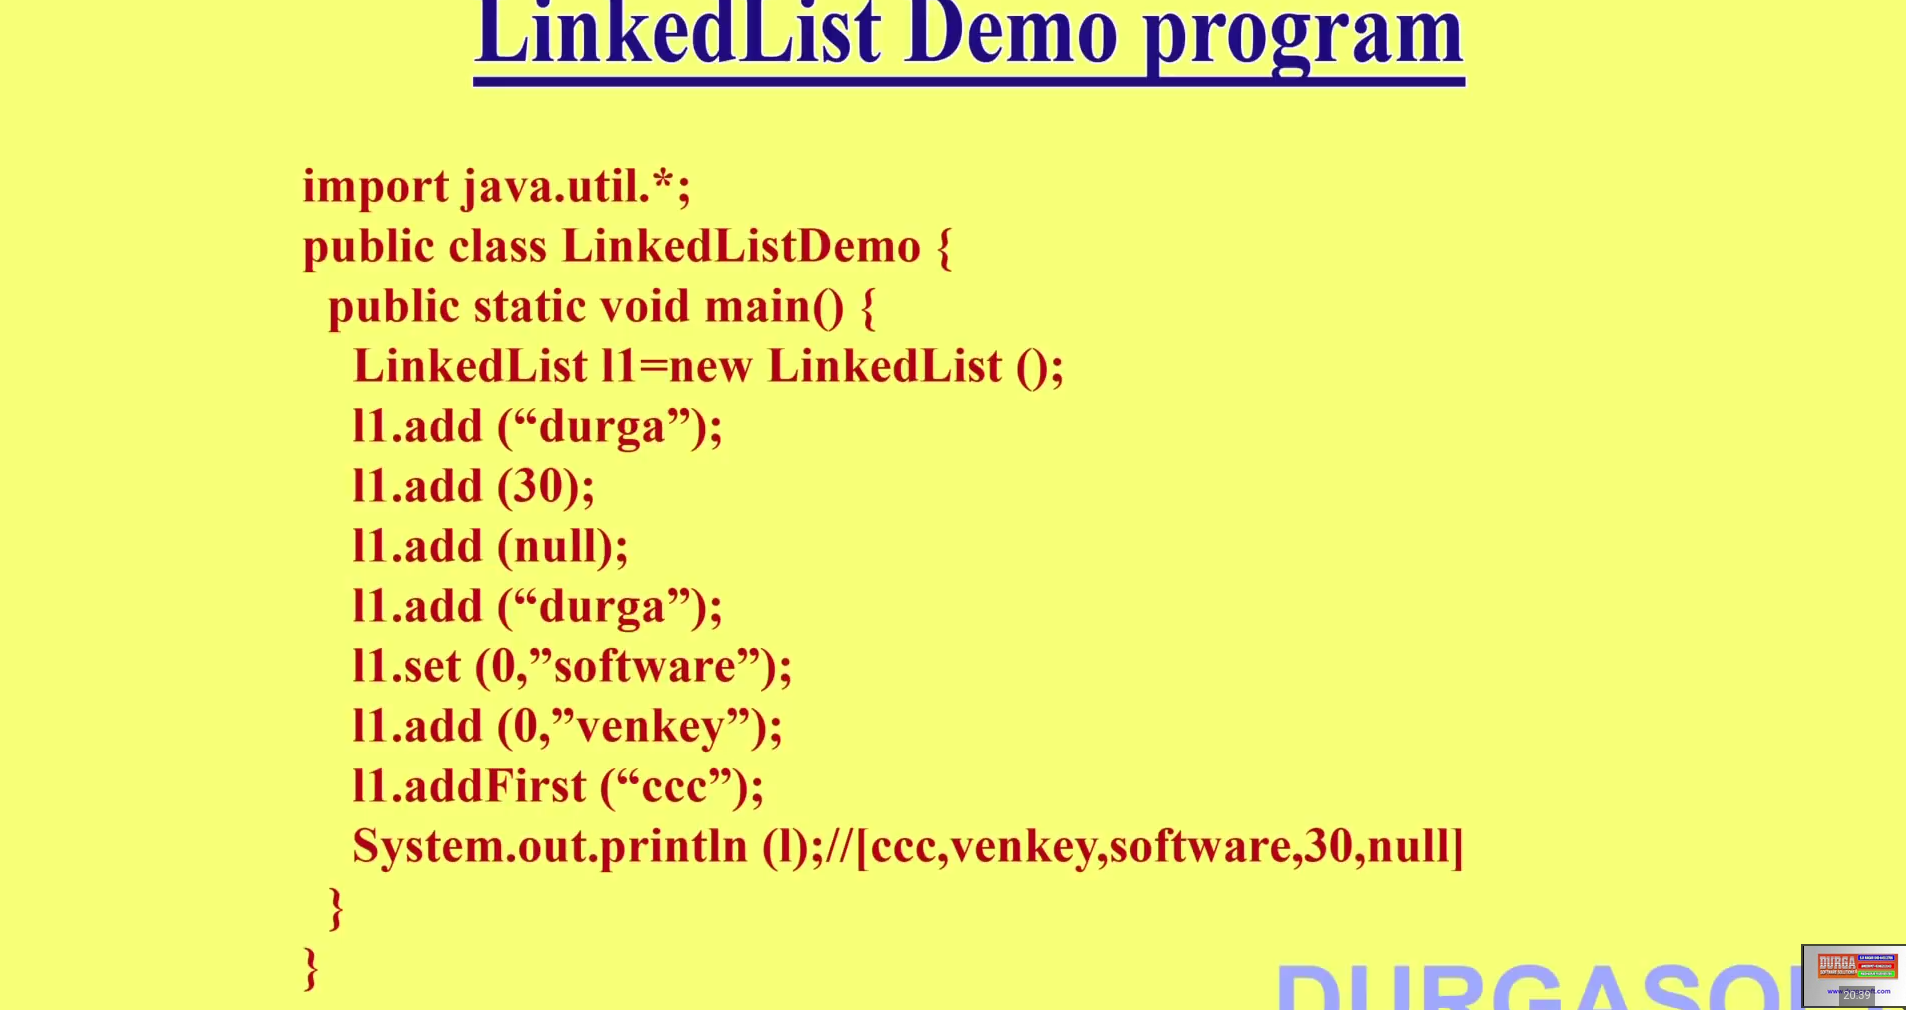 LinkedList Demo program
import java.util.*;
public class LinkedListDemo {
public static void main() {
LinkedList l1=new LinkedList ();
l1.add (“durga”);
l1.add (30);
l1.add (null);
l1.add (“durga”);
l1.set (0,”software”);
l1.add (0,”venkey”);
l1.addFirst (“ccc”);
System.out.println (l);//[ccc,venkey,software,30,null]
}
}
DURGA
20:39